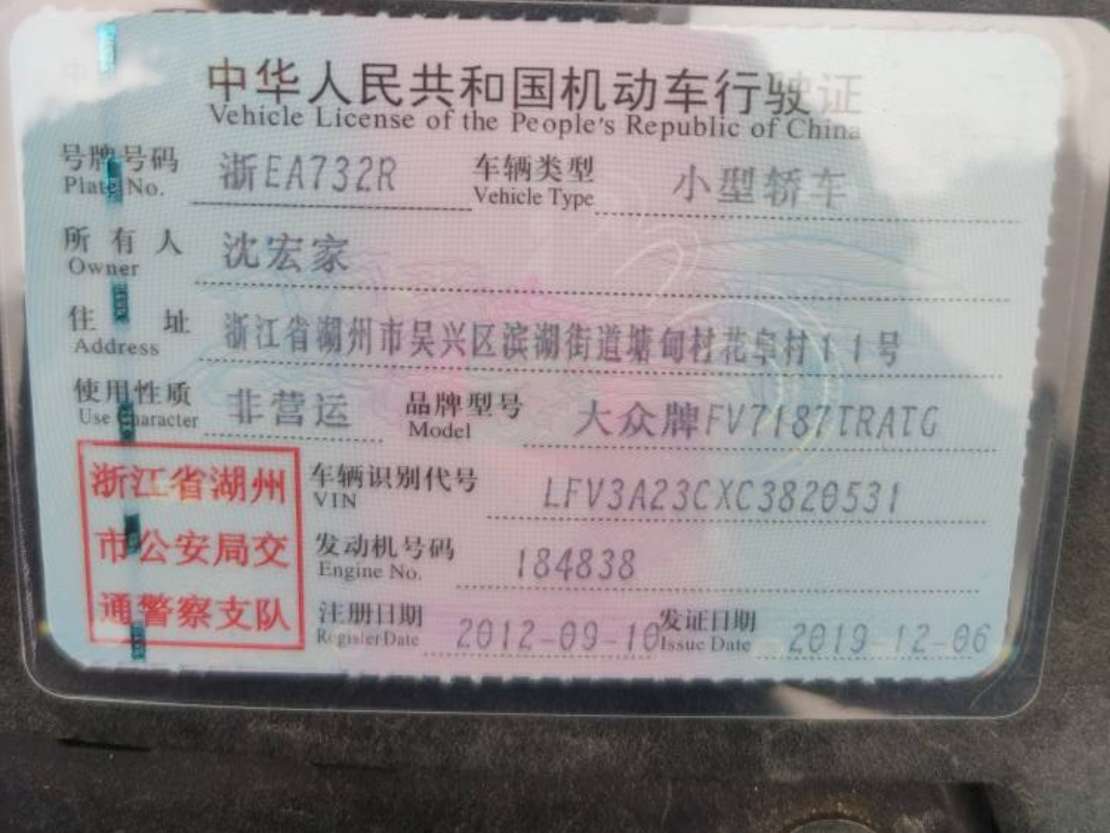 中华人民共和国机动车行驶证
Vehicle License of the People's Republic of China
号牌号码 浙EA732R 车辆类型 小型轿车
Plate No. Vehicle Type
所有人 沈宏家
Owner
住址 浙江省湖州市吴兴区滨湖街道塘甸村花阜村11号
Address
使用性质 非营运 品牌型号 大众牌FV7187TRATG
Use Character Model
浙江省湖州
市公安局交
通警察支队
车辆识别代号 LFV3A23CXC3820531
VIN
发动机号码 184838
Engine No.
注册日期 2012-09-10 发证日期 2019-12-06
Register Date Issue Date